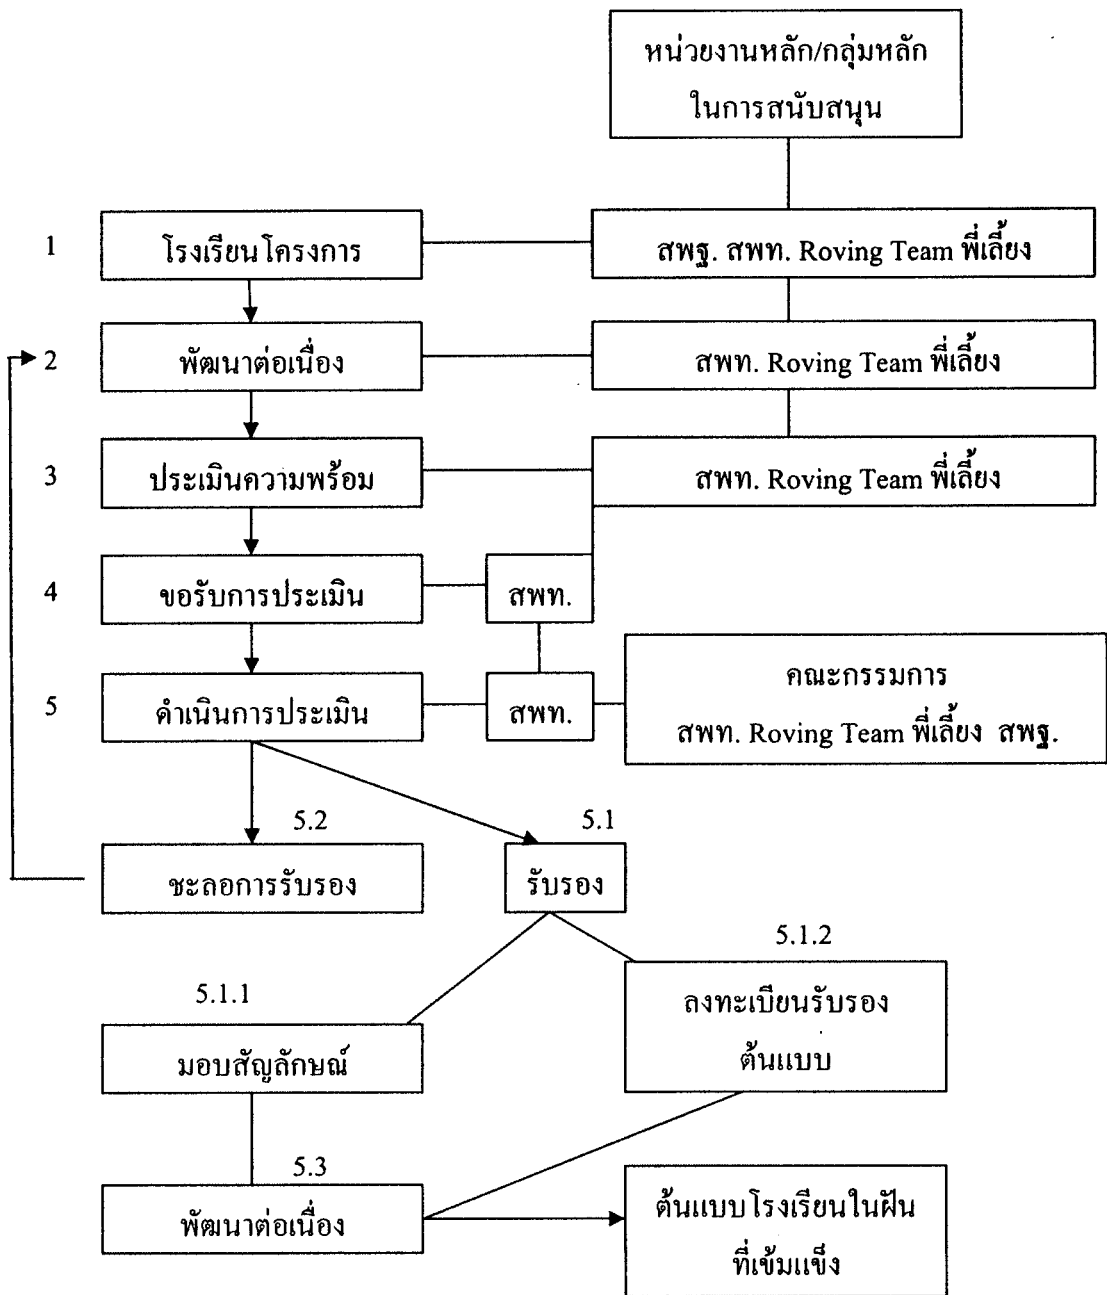 หน่วยงานหลัก/กลุ่มหลัก
ในการสนับสนุน
1
โรงเรียนโครงการ
สพฐ. สพท. Roving Team พี่เลี้ยง
2
พัฒนาต่อเนื่อง
สพท. Roving Team พี่เลี้ยง
3
ประเมินความพร้อม
สพท. Roving Team พี่เลี้ยง
4
ขอรับการประเมิน
สพท.
5
ดำเนินการประเมิน
สพท.
คณะกรรมการ
สพท. Roving Team พี่เลี้ยง สพฐ.
5.2
ชะลอการรับรอง
5.1
รับรอง
5.1.1
มอบสัญลักษณ์
5.1.2
ลงทะเบียนรับรอง
ต้นแบบ
5.3
พัฒนาต่อเนื่อง
ต้นแบบโรงเรียนในฝัน
ที่เข้มแข็ง